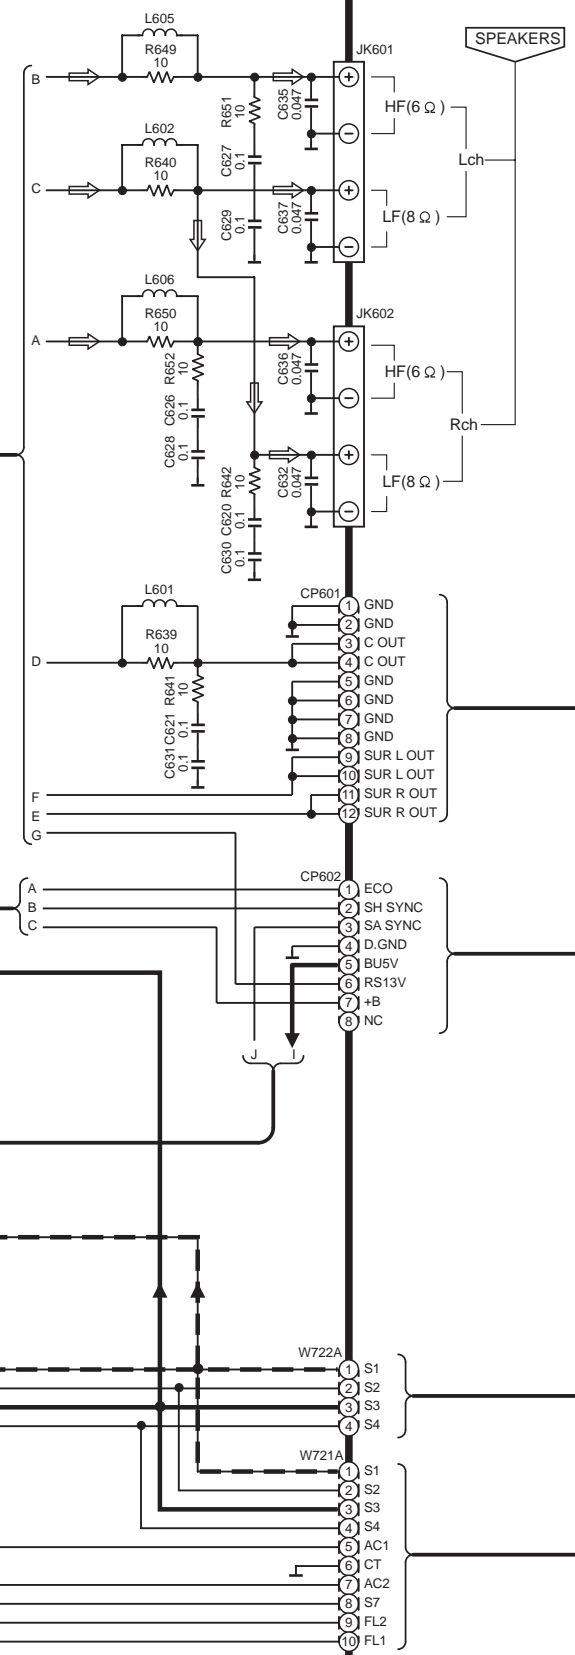 L605
R649
10
B
R651
10
C635
0.047
JK601
+
−
SPEAKERS
HF(6 Ω)
L602
R640
10
C
C627
0.1
C629
0.1
C637
0.047
+
−
Lch
LF(8 Ω)
L606
R650
10
A
R652
10
C626
0.1
C628
0.1
C636
0.047
JK602
+
−
HF(6 Ω)
Rch
R642
10
C620
0.1
C630
0.1
C632
0.047
+
−
LF(8 Ω)
L601
R639
10
D
R641
10
C621
0.1
C631
0.1
CP601
1 GND
2 GND
3 C OUT
4 C OUT
5 GND
6 GND
7 GND
8 GND
9 SUR L OUT
10 SUR L OUT
11 SUR R OUT
12 SUR R OUT
F
E
G
CP602
A
B
C
1 ECO
2 SH SYNC
3 SA SYNC
4 D.GND
5 BU5V
6 RS13V
7 +B
8 NC
J
I
W722A
1 S1
2 S2
3 S3
4 S4
W721A
1 S1
2 S2
3 S3
4 S4
5 AC1
6 CT
7 AC2
8 S7
9 FL2
10 FL1